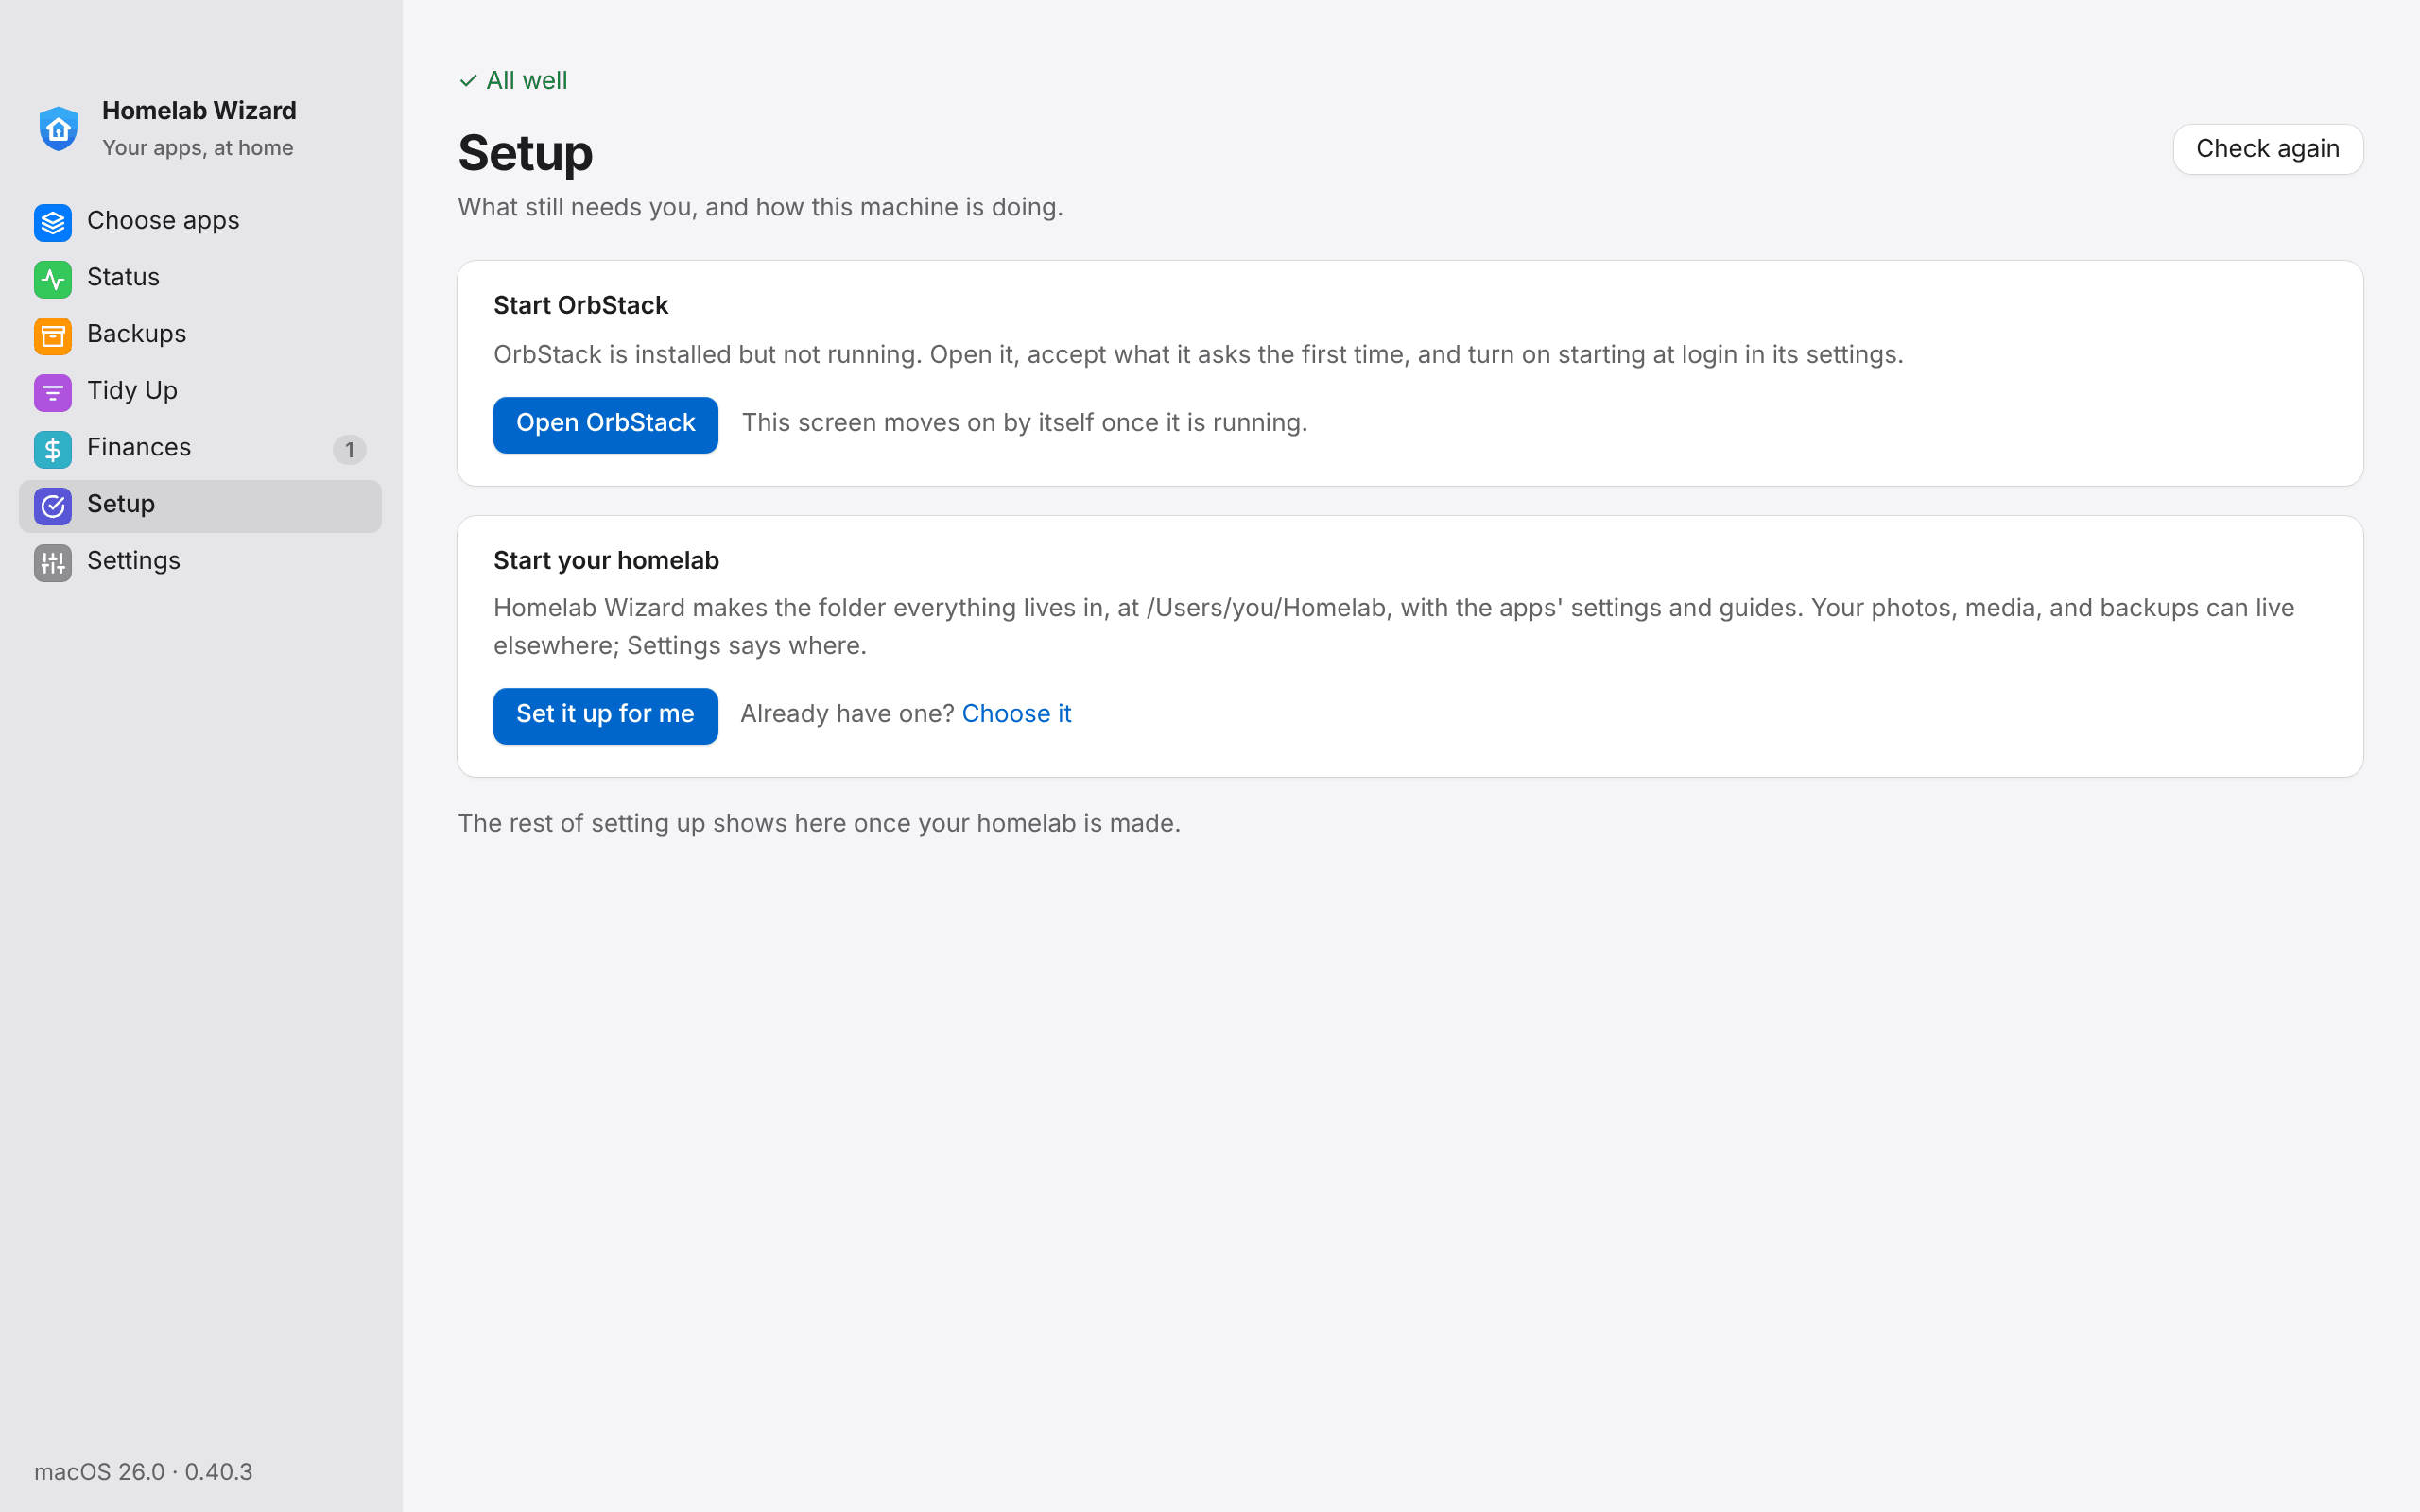 Homelab Wizard
Your apps, at home
Choose apps
Status
Backups
Tidy Up
Finances 1
Setup
Settings
macOS 26.0 · 0.40.3
All well
Setup
Check again
What still needs you, and how this machine is doing.
Start OrbStack
OrbStack is installed but not running. Open it, accept what it asks the first time, and turn on starting at login in its settings.
Open OrbStack This screen moves on by itself once it is running.
Start your homelab
Homelab Wizard makes the folder everything lives in, at /Users/you/Homelab, with the apps' settings and guides. Your photos, media, and backups can live
elsewhere; Settings says where.
Set it up for me Already have one? Choose it
The rest of setting up shows here once your homelab is made.